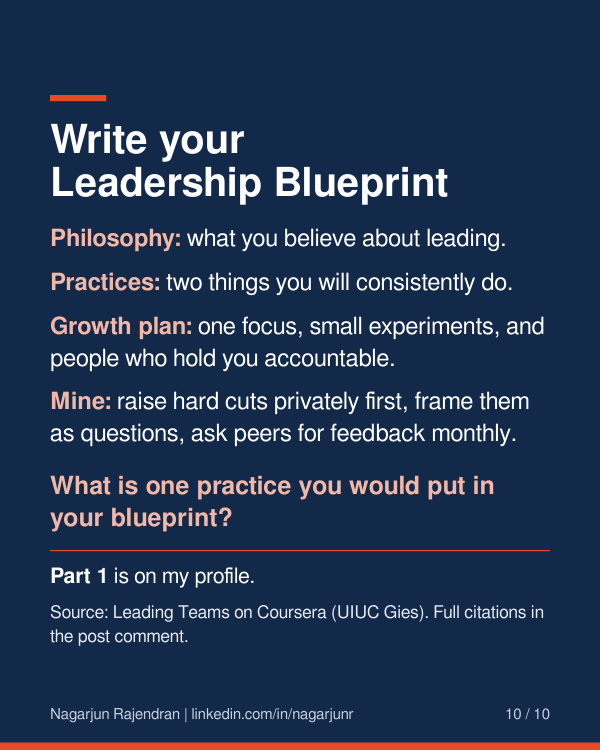 Write your
Leadership Blueprint
Philosophy: what you believe about leading.
Practices: two things you will consistently do.
Growth plan: one focus, small experiments, and
people who hold you accountable.
Mine: raise hard cuts privately first, frame them
as questions, ask peers for feedback monthly.
What is one practice you would put in
your blueprint?
Part 1 is on my profile.
Source: Leading Teams on Coursera (UIUC Gies). Full citations in
the post comment.
Nagarjun Rajendran | linkedin.com/in/nagarjunr
10 / 10